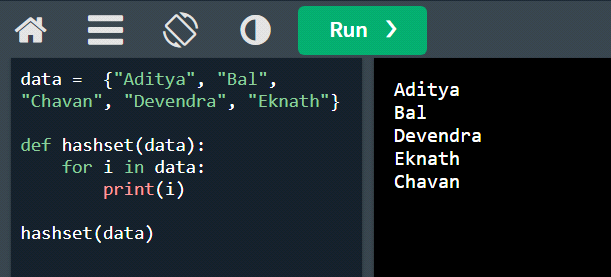 Run
data =  {"Aditya", "Bal",
"Chavan", "Devendra", "Eknath"}
def hashset(data):
    for i in data:
        print(i)
hashset(data)
Aditya
Bal
Devendra
Eknath
Chavan